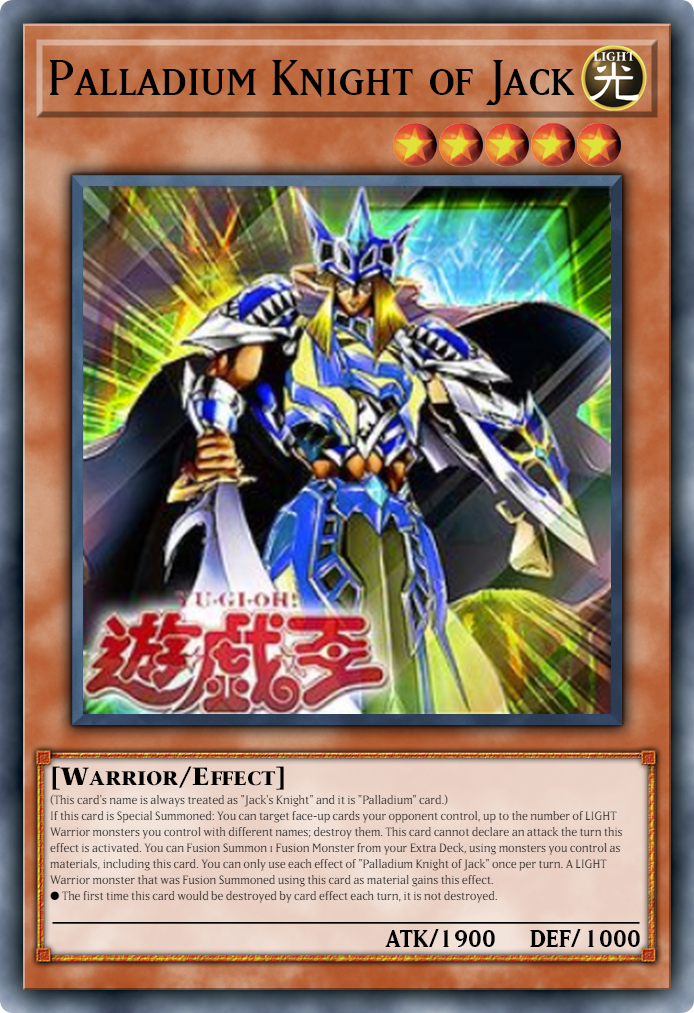 Palladium Knight of Jack
LIGHT
光
YU-GI-OH!
遊☆戯☆王
[Warrior/Effect]
(This card's name is always treated as "Jack's Knight" and it is "Palladium" card.)
If this card is Special Summoned: You can target face-up cards your opponent control, up to the number of LIGHT
Warrior monsters you control with different names; destroy them. This card cannot declare an attack the turn this
effect is activated. You can Fusion Summon 1 Fusion Monster from your Extra Deck, using monsters you control as
materials, including this card. You can only use each effect of "Palladium Knight of Jack" once per turn. A LIGHT
Warrior monster that was Fusion Summoned using this card as material gains this effect.
● The first time this card would be destroyed by card effect each turn, it is not destroyed.
ATK/1900 DEF/1000